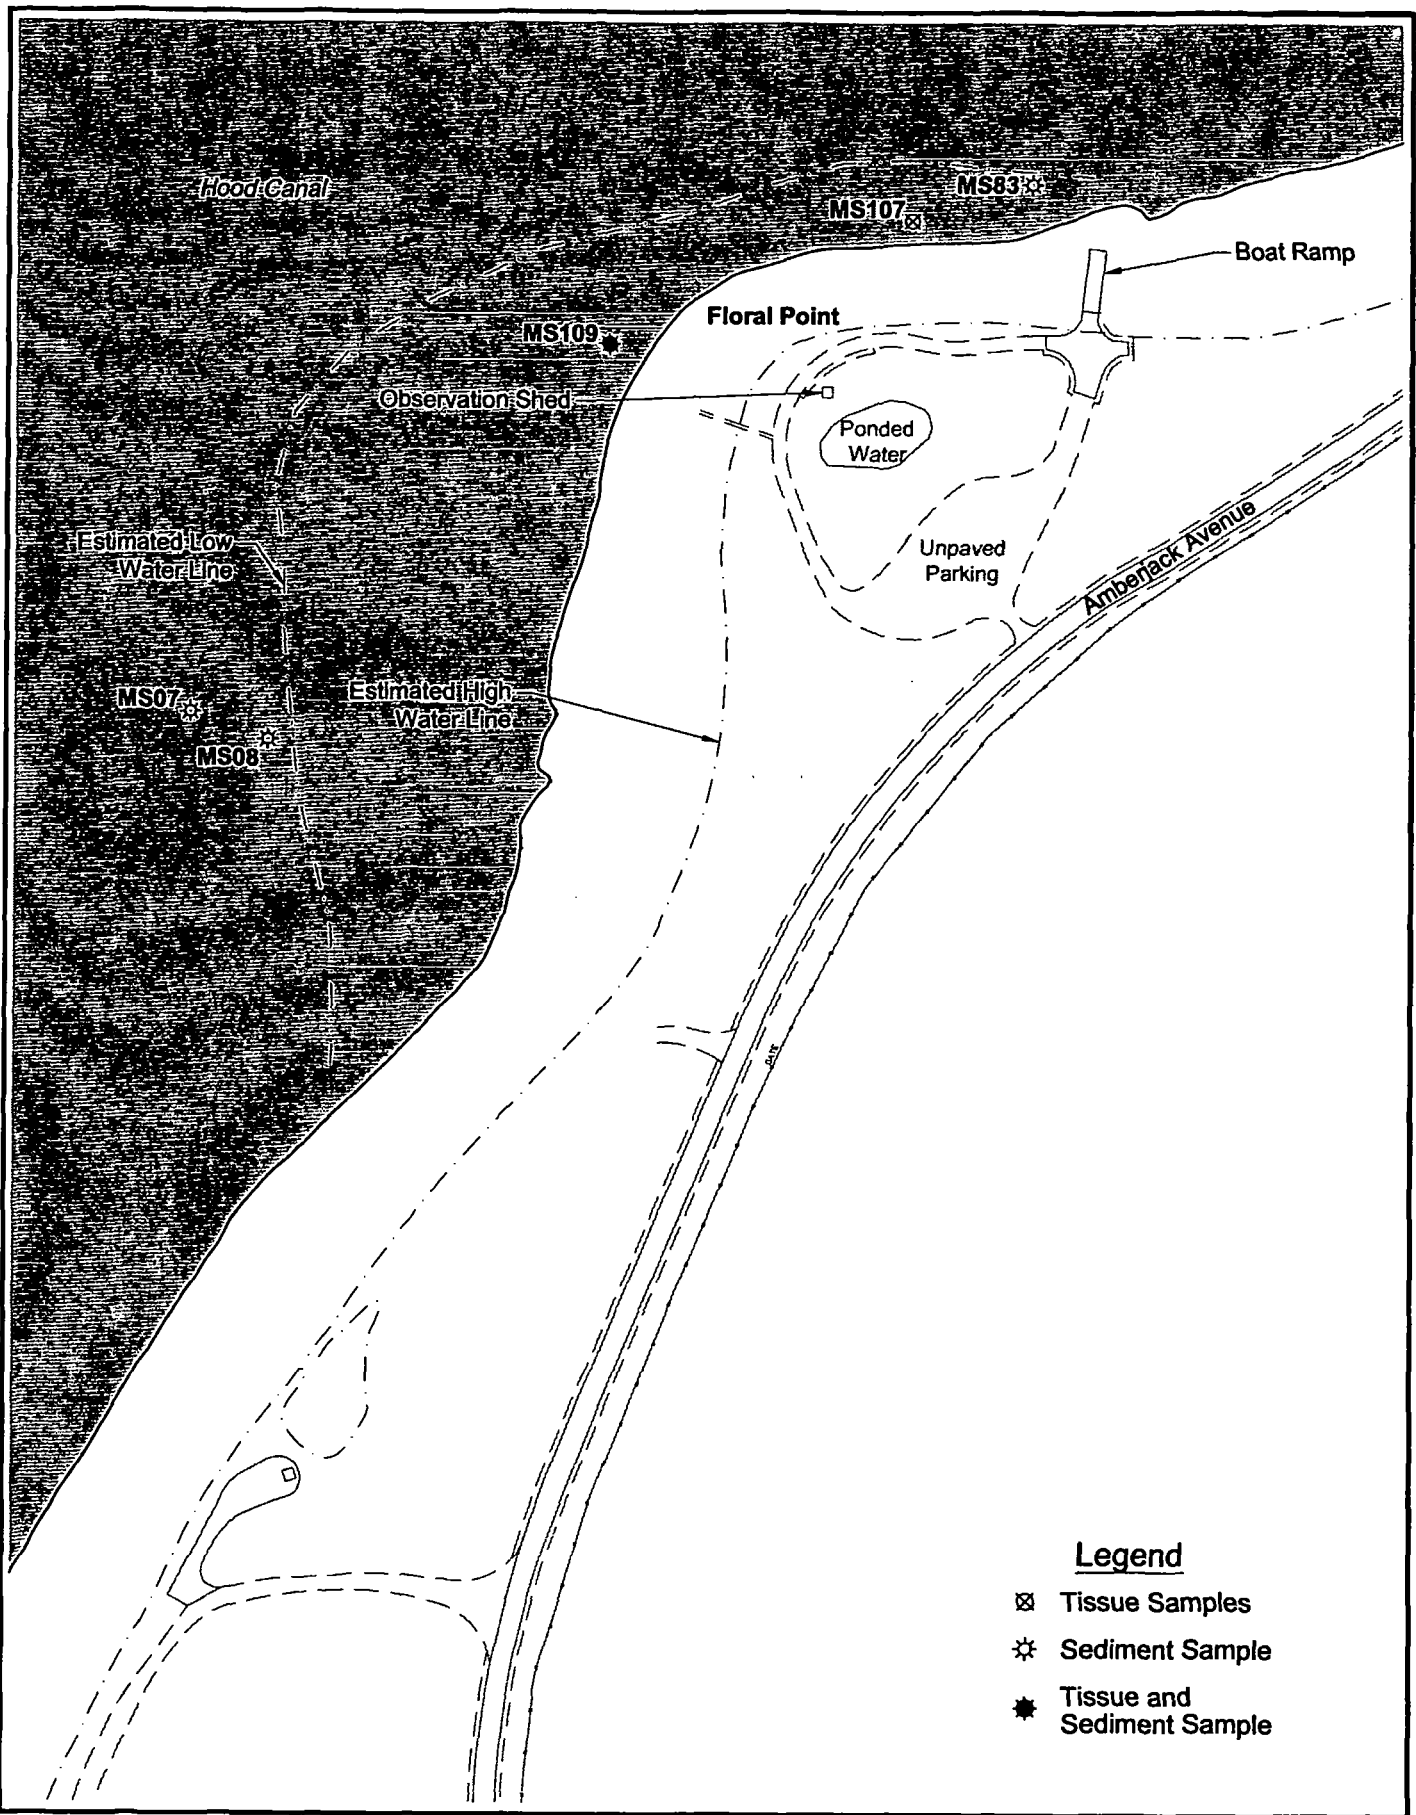 Hood Canal
MS83
MS107
Boat Ramp
Floral Point
MS109
Observation Shed
Ponded
Water
Estimated Low
Water Line
Unpaved
Parking
Amberjack Avenue
MS07
Estimated High
Water Line
MS08
GATE
Legend
Tissue Samples
Sediment Sample
Tissue and
Sediment Sample